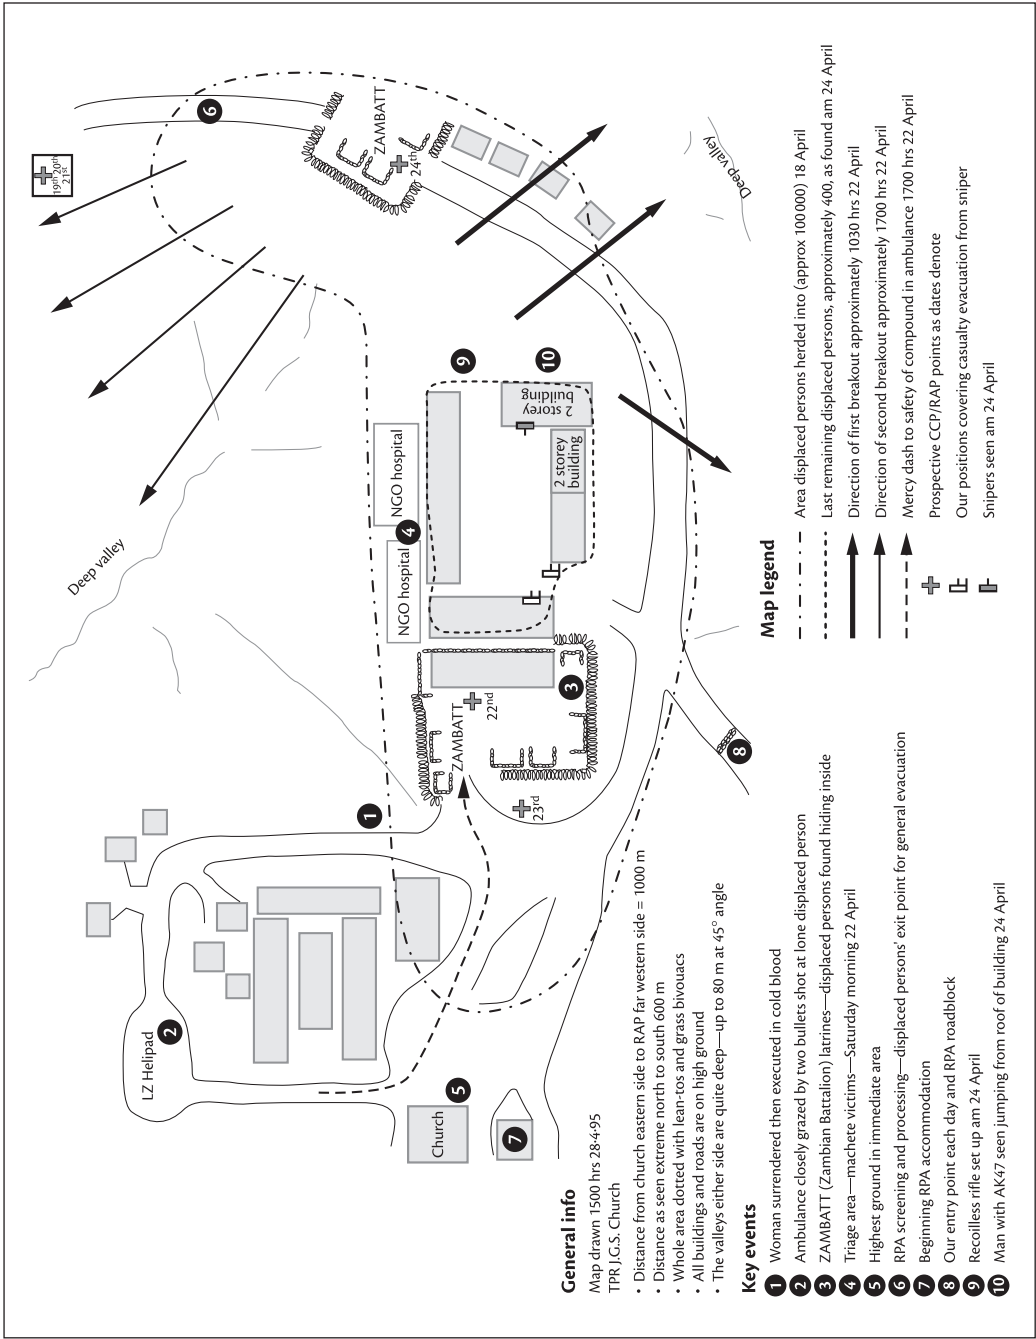 19th 20th
21st
6
ZAMBATT
24th
Deep valley
Deep valley
9
10
2 storey
building
2 storey
building
NGO hospital
4
NGO hospital
3
ZAMBATT
22nd
23rd
8
1
LZ Helipad
2
Church
5
7
General info
Map drawn 1500 hrs 28·4·95
TPR J.G.S. Church
• Distance from church eastern side to RAP far western side = 1000 m
• Distance as seen extreme north to south 600 m
• Whole area dotted with lean-tos and grass bivouacs
• All buildings and roads are on high ground
• The valleys either side are quite deep—up to 80 m at 45° angle
Key events
1 Woman surrendered then executed in cold blood
2 Ambulance closely grazed by two bullets shot at lone displaced person
3 ZAMBATT (Zambian Battalion) latrines—displaced persons found hiding inside
4 Triage area—machete victims—Saturday morning 22 April
5 Highest ground in immediate area
6 RPA screening and processing—displaced persons' exit point for general evacuation
7 Beginning RPA accommodation
8 Our entry point each day and RPA roadblock
9 Recoilless rifle set up am 24 April
10 Man with AK47 seen jumping from roof of building 24 April
Map legend
Area displaced persons herded into (approx 100 000) 18 April
Last remaining displaced persons, approximately 400, as found am 24 April
Direction of first breakout approximately 1030 hrs 22 April
Direction of second breakout approximately 1700 hrs 22 April
Mercy dash to safety of compound in ambulance 1700 hrs 22 April
Prospective CCP/RAP points as dates denote
Our positions covering casualty evacuation from sniper
Snipers seen am 24 April